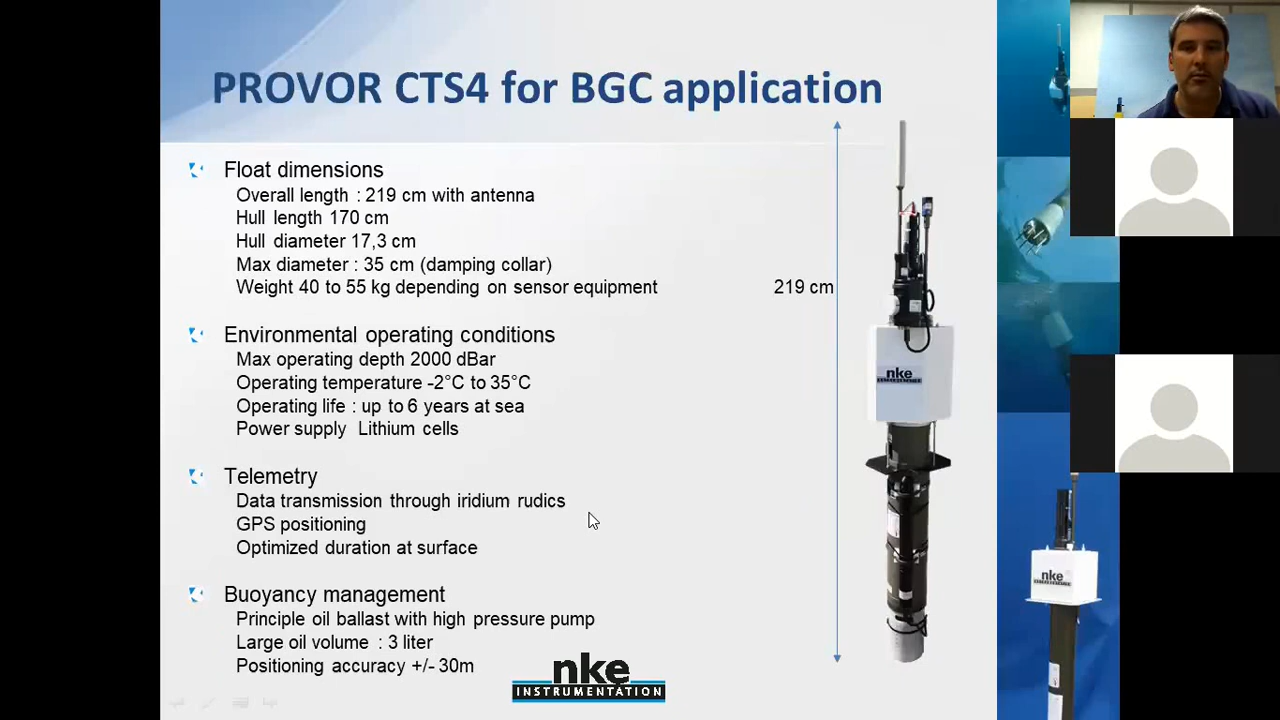 PROVOR CTS4 for BGC application
Float dimensions
Overall length : 219 cm with antenna
Hull length 170 cm
Hull diameter 17,3 cm
Max diameter : 35 cm (damping collar)
Weight 40 to 55 kg depending on sensor equipment
219 cm
Environmental operating conditions
Max operating depth 2000 dBar
Operating temperature -2°C to 35°C
Operating life : up to 6 years at sea
Power supply Lithium cells
Telemetry
Data transmission through iridium rudics
GPS positioning
Optimized duration at surface
Buoyancy management
Principle oil ballast with high pressure pump
Large oil volume : 3 liter
Positioning accuracy +/- 30m
nke
INSTRUMENTATION
nke
nke